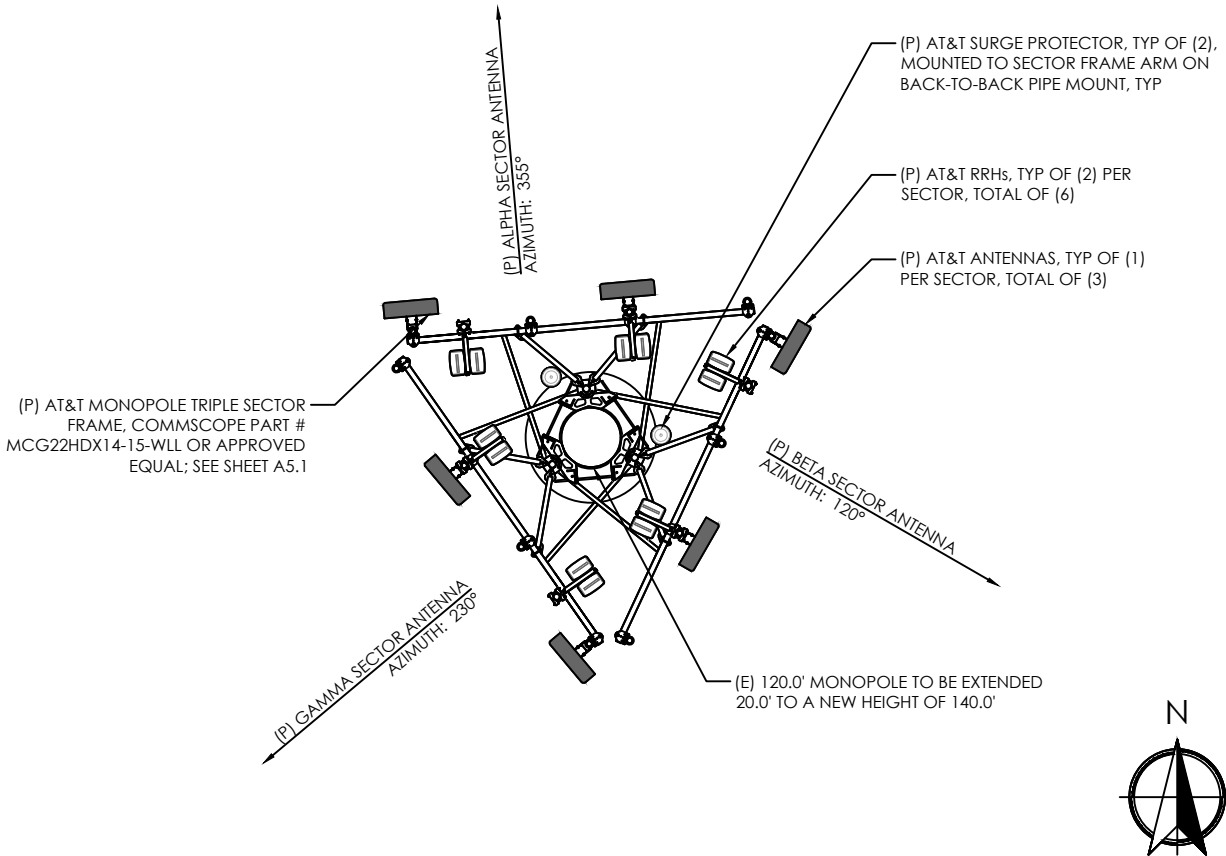 (P) AT&T SURGE PROTECTOR, TYP OF (2),
MOUNTED TO SECTOR FRAME ARM ON
BACK-TO-BACK PIPE MOUNT, TYP
(P) ALPHA SECTOR ANTENNA
AZIMUTH: 355°
(P) AT&T RRHs, TYP OF (2) PER
SECTOR, TOTAL OF (6)
(P) AT&T ANTENNAS, TYP OF (1)
PER SECTOR, TOTAL OF (3)
(P) AT&T MONOPOLE TRIPLE SECTOR
FRAME, COMMSCOPE PART #
MCG22HDX14-15-WLL OR APPROVED
EQUAL; SEE SHEET A5.1
(P) BETA SECTOR ANTENNA
AZIMUTH: 120°
(P) GAMMA SECTOR ANTENNA
AZIMUTH: 230°
(E) 120.0' MONOPOLE TO BE EXTENDED
20.0' TO A NEW HEIGHT OF 140.0'
N